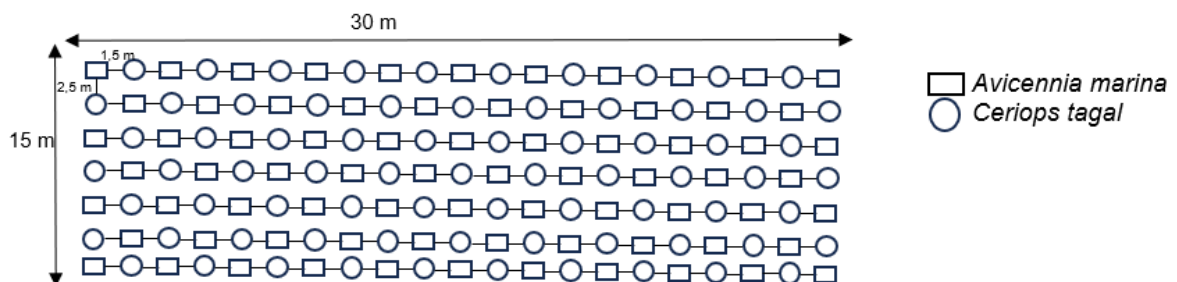 30 m
1,5 m
2,5 m
15 m
Avicennia marina
Ceriops tagal